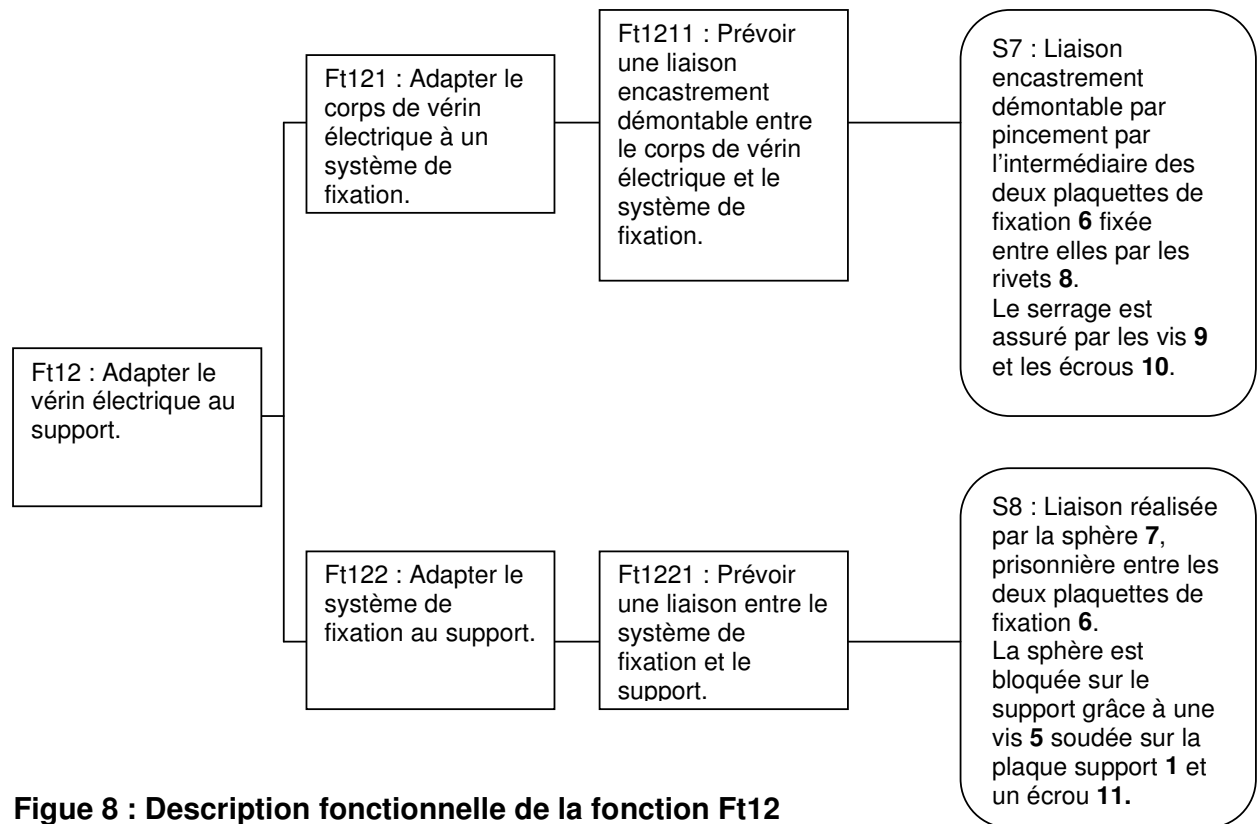 Ft12 : Adapter le
vérin électrique au
support.
Ft121 : Adapter le
corps de vérin
électrique à un
système de
fixation.
Ft1211 : Prévoir
une liaison
encastrement
démontable entre
le corps de vérin
électrique et le
système de
fixation.
S7 : Liaison
encastrement
démontable par
pincement par
l’intermédiaire des
deux plaquettes de
fixation 6 fixée
entre elles par les
rivets 8.
Le serrage est
assuré par les vis 9
et les écrous 10.
Ft122 : Adapter le
système de
fixation au support.
Ft1221 : Prévoir
une liaison entre le
système de
fixation et le
support.
S8 : Liaison réalisée
par la sphère 7,
prisonnière entre les
deux plaquettes de
fixation 6.
La sphère est
bloquée sur le
support grâce à une
vis 5 soudée sur la
plaque support 1 et
un écrou 11.
Figue 8 : Description fonctionnelle de la fonction Ft12